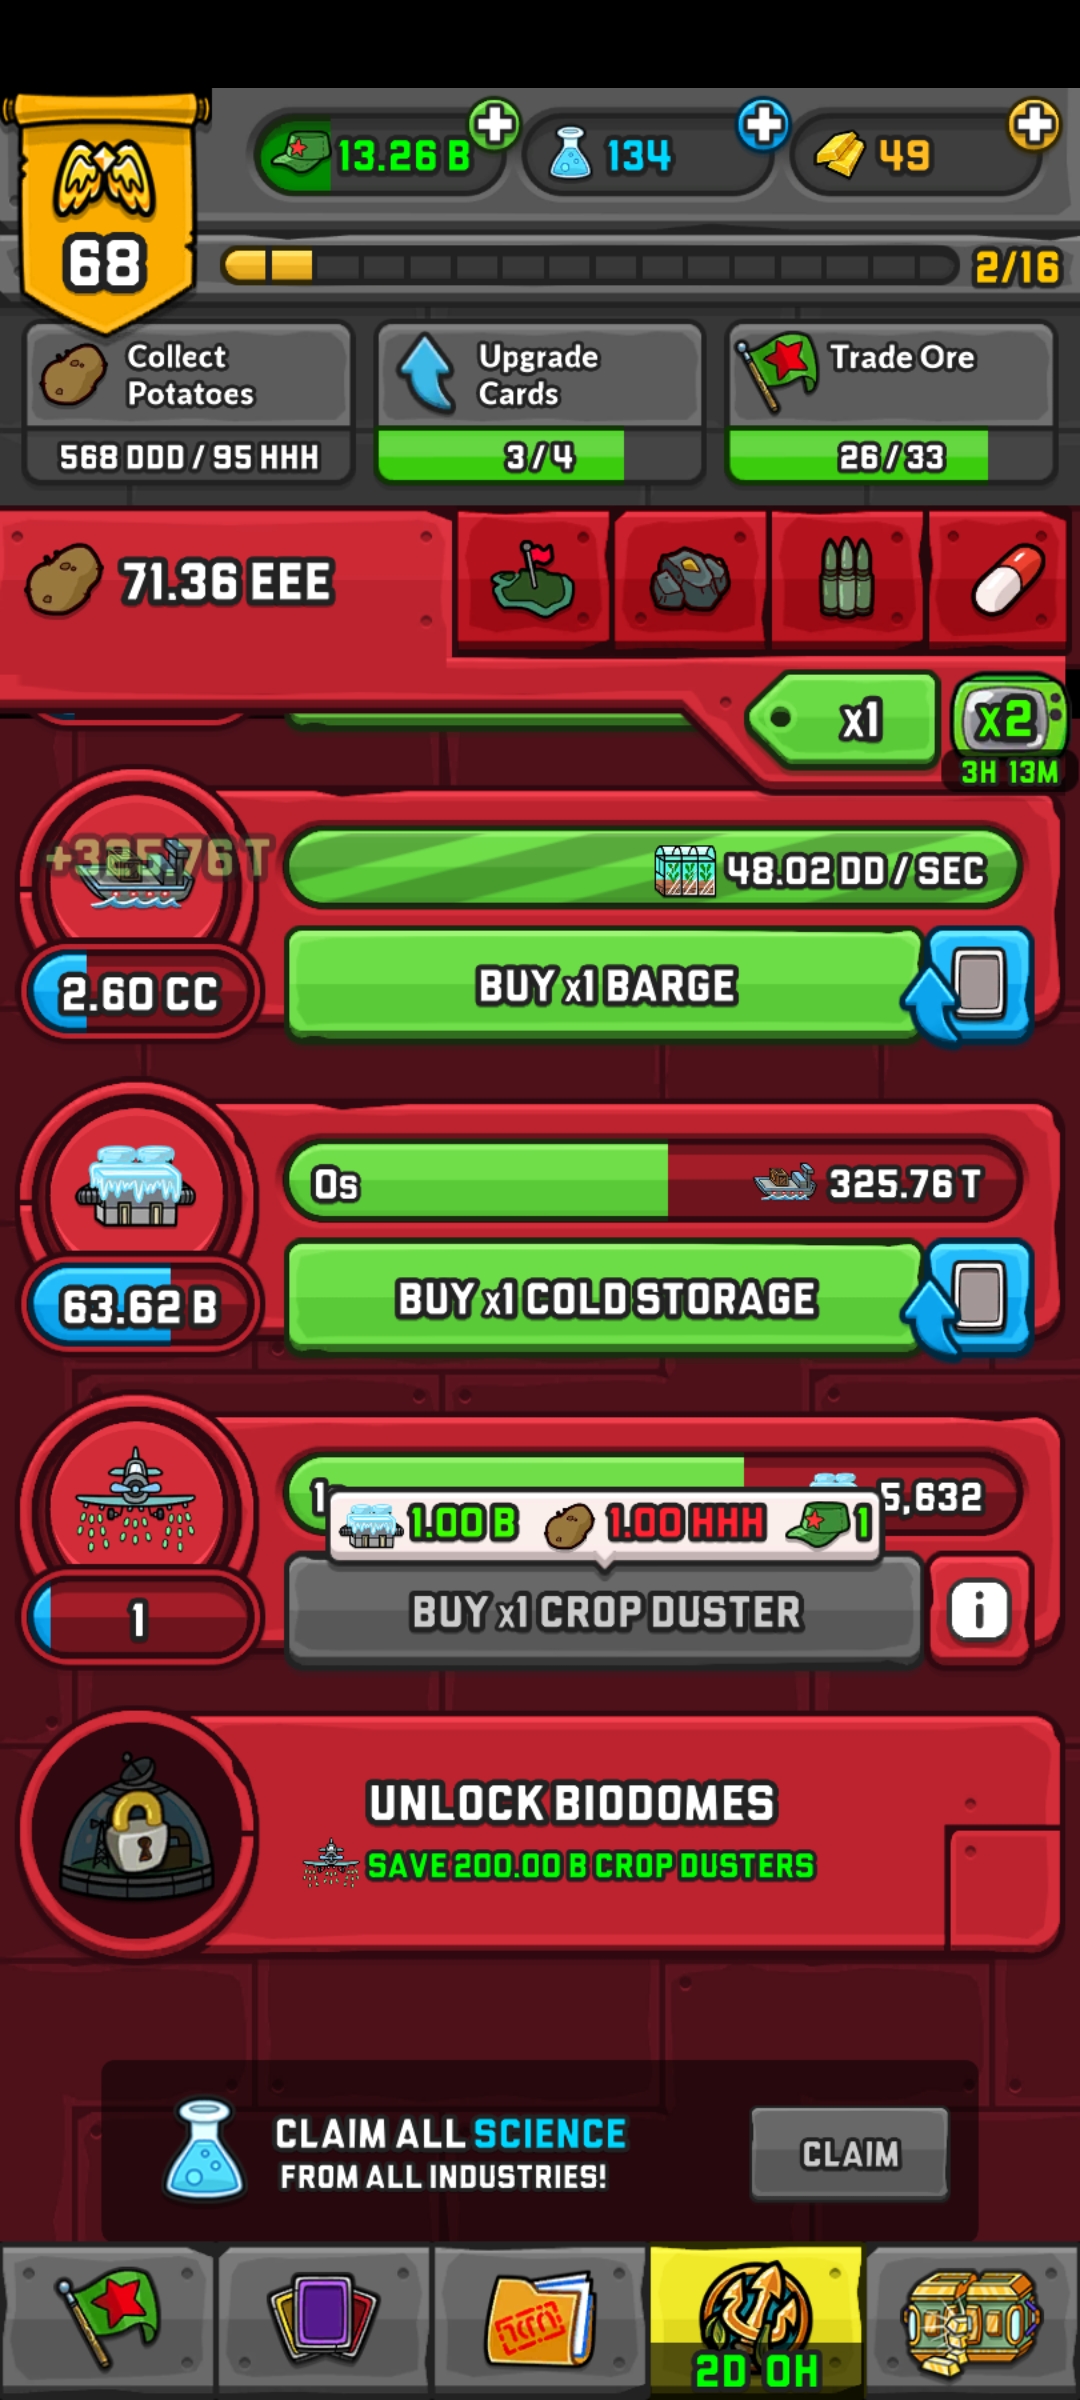 13.26 B
134
49
68
2/16
Collect
Potatoes
568 DDD / 95 HHH
Upgrade
Cards
3/4
Trade Ore
26/33
71.36 EEE
x1
x2
3H 13M
+325.76 T
48.02 DD / SEC
2.60 CC
BUY x1 BARGE
0s
325.76 T
63.62 B
BUY x1 COLD STORAGE
5,632
1.00 B
1.00 HHH
1
1
BUY x1 CROP DUSTER
i
UNLOCK BIODOMES
SAVE 200.00 B CROP DUSTERS
CLAIM ALL SCIENCE
FROM ALL INDUSTRIES!
CLAIM
2D 0H